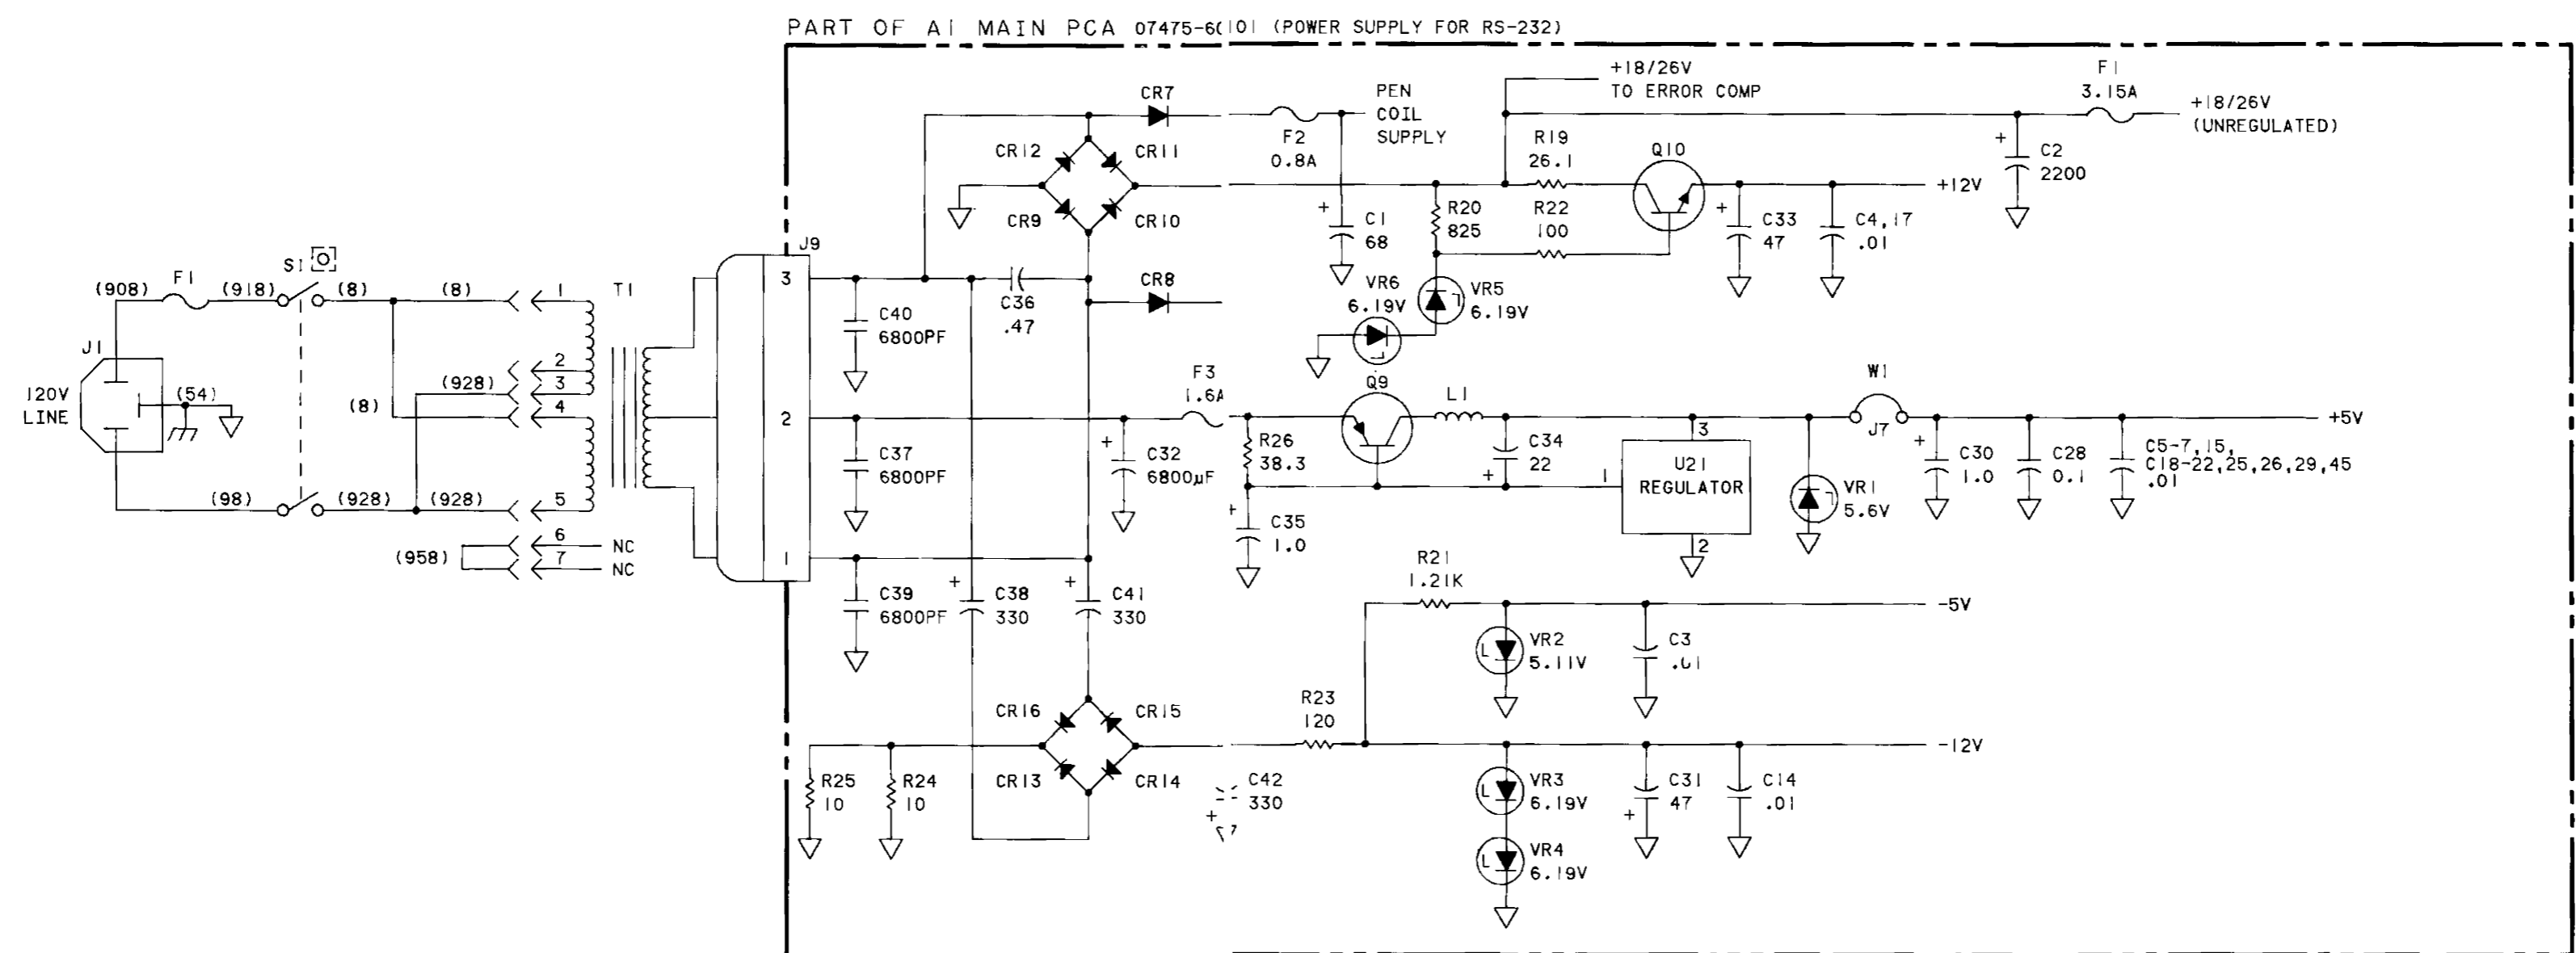 PART OF A1 MAIN PCA 07475-60101 (POWER SUPPLY FOR RS-232)
+18/26V
TO ERROR COMP
F1
3.15A
+18/26V
(UNREGULATED)
CR7
F2
0.8A
PEN
COIL
SUPPLY
CR12
CR11
CR9
CR10
R19
26.1
Q10
C2
2200
+
+12V
R20
825
R22
100
+
C1
68
+
C33
47
C4,17
.01
VR6
6.19V
VR5
6.19V
J9
3
CR8
C36
.47
C40
6800PF
(908)
F1
(918)
S1
(8)
(8)
1
T1
J1
120V
LINE
(54)
2
(928)
3
(8)
4
(98)
(928)
(928)
5
6
NC
(958)
7
NC
2
C37
6800PF
+
C32
6800µF
F3
1.6A
Q9
L1
R26
38.3
+
C35
1.0
C34
22
+
3
1
U21
REGULATOR
2
VR1
5.6V
W1
J7
+5V
+
C30
1.0
C28
0.1
C5-7,15,
C18-22,25,26,29,45
.01
1
C39
6800PF
+
C38
330
+
C41
330
R21
1.21K
-5V
VR2
5.11V
C3
CR16
CR15
CR13
CR14
R25
10
R24
10
R23
120
-12V
C42
330
+
VR3
6.19V
C31
47
+
C14
.01
VR4
6.19V